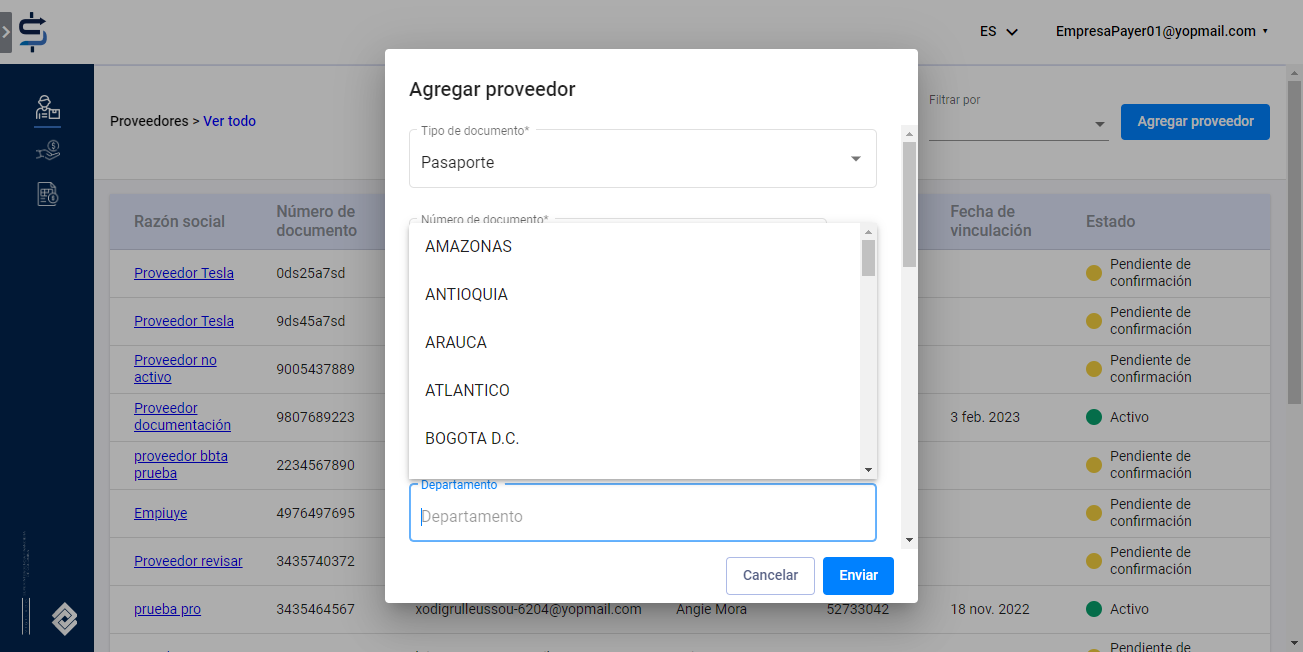 ES
EmpresaPayer01@yopmail.com
Proveedores > Ver todo
Filtrar por
Agregar proveedor
Agregar proveedor
Tipo de documento*
Pasaporte
Número de documento*
AMAZONAS
ANTIOQUIA
ARAUCA
ATLANTICO
BOGOTA D.C.
Departamento
Departamento
Cancelar
Enviar
Razón social
Número de
documento
Fecha de
vinculación
Estado
Proveedor Tesla
0ds25a7sd
Pendiente de
confirmación
Proveedor Tesla
9ds45a7sd
Pendiente de
confirmación
Proveedor no
activo
9005437889
Pendiente de
confirmación
Proveedor
documentación
9807689223
3 feb. 2023
Activo
proveedor bbta
prueba
2234567890
Pendiente de
confirmación
Empiuye
4976497695
Pendiente de
confirmación
Proveedor revisar
3435740372
Pendiente de
confirmación
prueba pro
3435464567
xodigrulleussou-6204@yopmail.com
Angie Mora
52733042
18 nov. 2022
Activo
Pendiente de